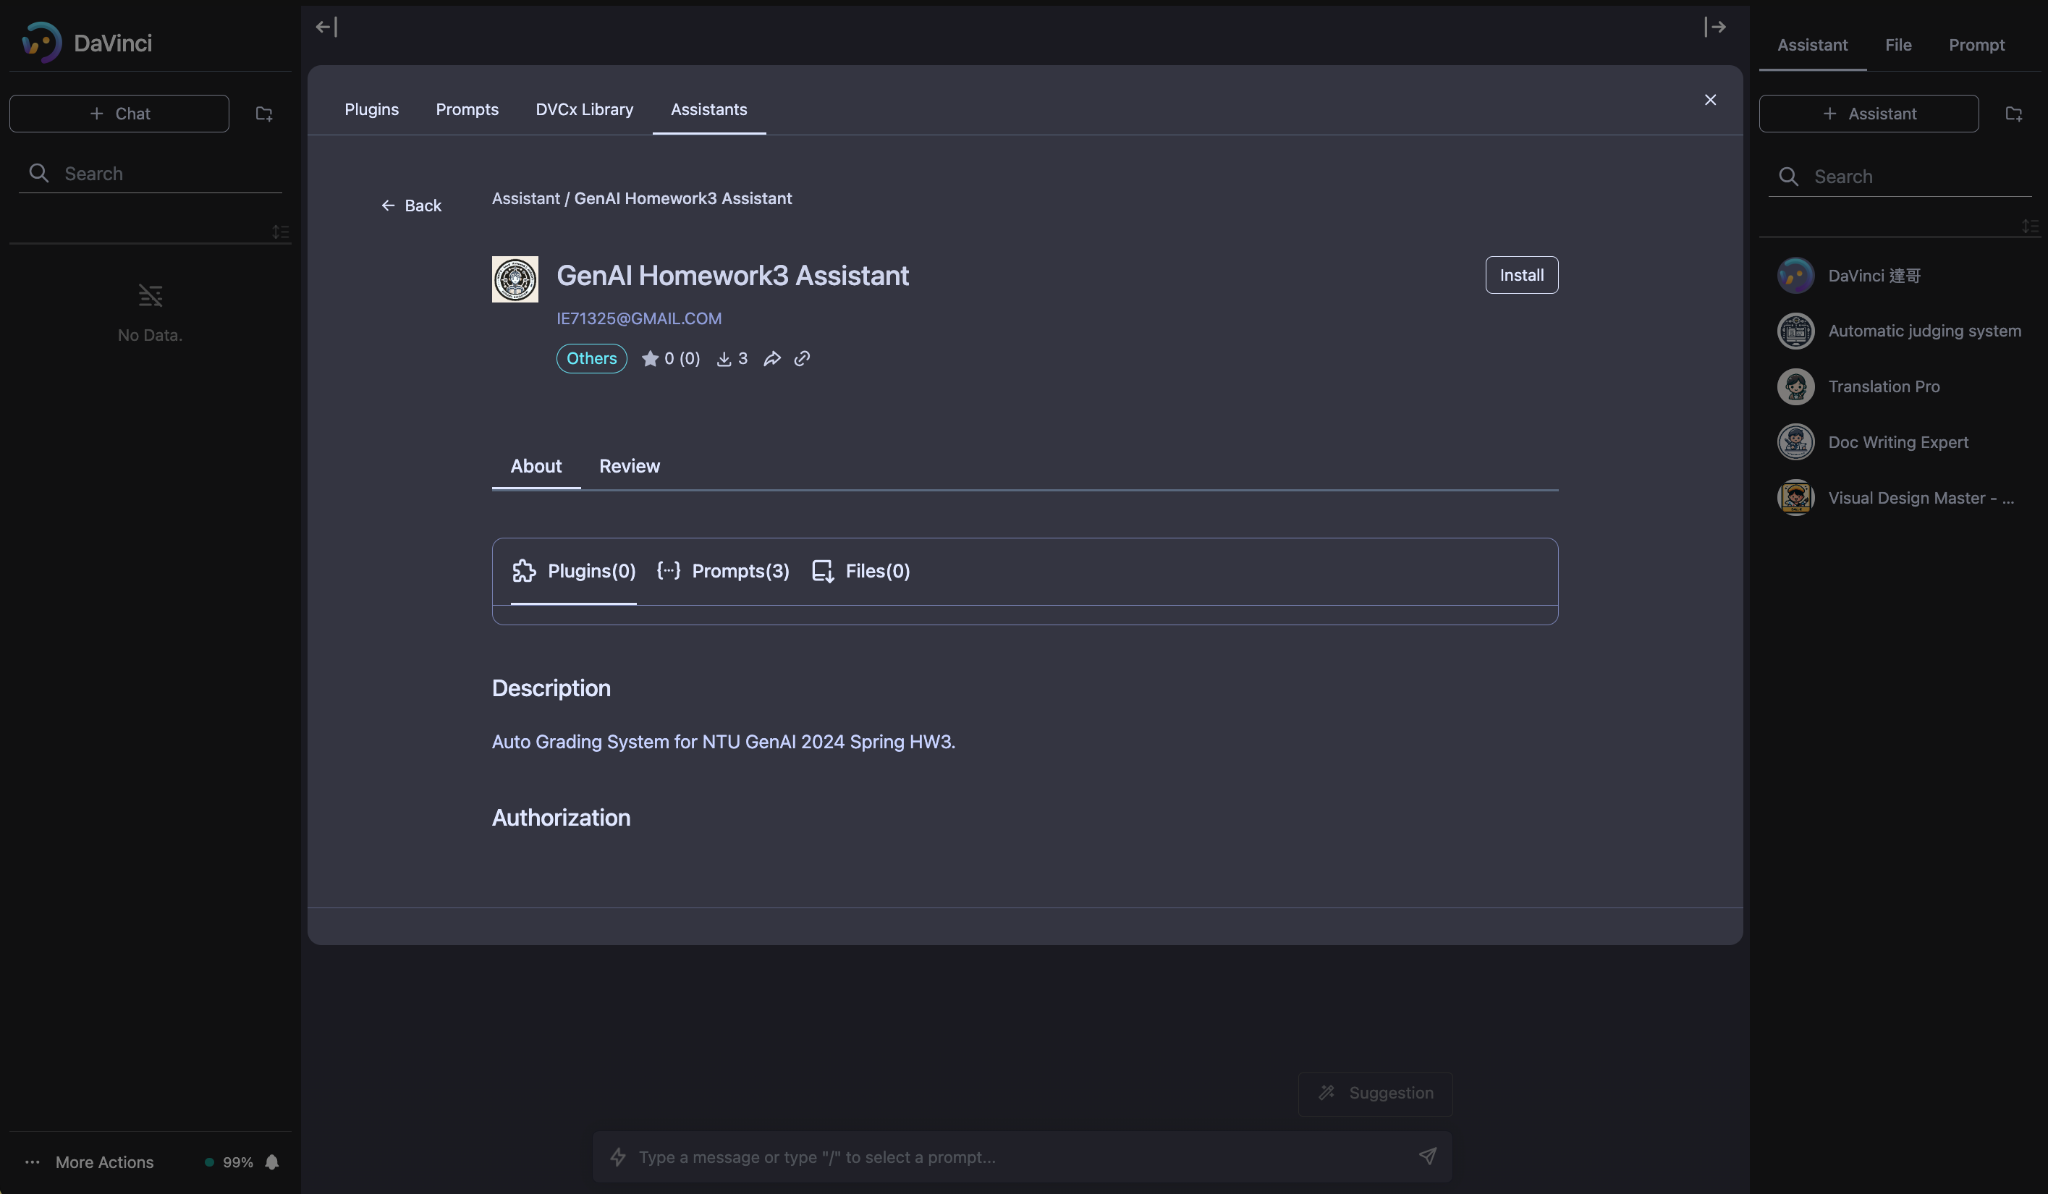 DaVinci
+ Chat
Search
No Data.
More Actions
99%
Plugins
Prompts
DVCx Library
Assistants
← Back
Assistant / GenAI Homework3 Assistant
GenAI Homework3 Assistant
IE71325@GMAIL.COM
Others
0 (0)
3
Install
About
Review
Plugins(0)
Prompts(3)
Files(0)
Description
Auto Grading System for NTU GenAI 2024 Spring HW3.
Authorization
Suggestion
Type a message or type "/" to select a prompt...
Assistant
File
Prompt
+ Assistant
Search
DaVinci 達哥
Automatic judging system
Translation Pro
Doc Writing Expert
Visual Design Master - ...